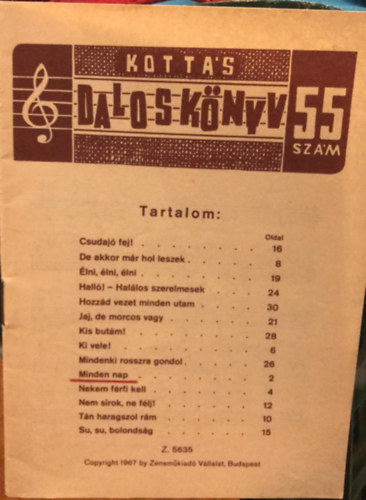 KOTTÁS
DALOSKÖNYV
55
SZÁM
Tartalom:
Oldal
Csudajó fej! . . . . . . . . 16
De akkor már hol leszek . . . . . 8
Élni, élni, élni . . . . . . . . 19
Halló! – Halálos szerelmesek . . . . 24
Hozzád vezet minden utam . . . . . 30
Jaj, de morcos vagy . . . . . . 21
Kis butám! . . . . . . . . 28
Ki vele! . . . . . . . . . 6
Mindenki rosszra gondol . . . . . 26
Minden nap . . . . . . . . 2
Nekem férfi kell . . . . . . . 4
Nem sirok, ne félj! . . . . . . 12
Tán haragszol rám . . . . . . 10
Su, su, bolondság . . . . . . 15
Z. 5635
Copyright 1967 by Zeneműkiadó Vállalat, Budapest